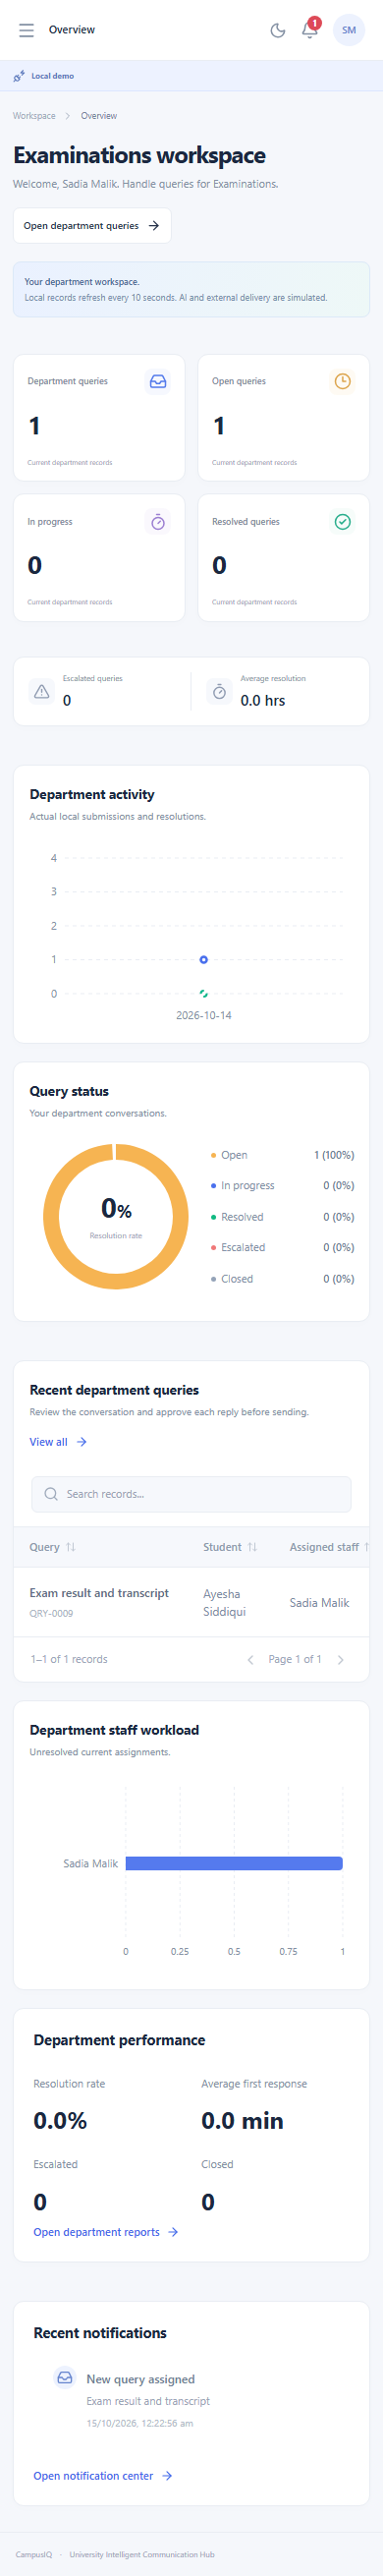 Overview
1
SM
Local demo
Workspace > Overview
Examinations workspace
Welcome, Sadia Malik. Handle queries for Examinations.
Open department queries →
Your department workspace.
Local records refresh every 10 seconds. AI and external delivery are simulated.
Department queries
1
Current department records
Open queries
1
Current department records
In progress
0
Current department records
Resolved queries
0
Current department records
Escalated queries
0
Average resolution
0.0 hrs
Department activity
Actual local submissions and resolutions.
4
3
2
1
0
2026-10-14
Query status
Your department conversations.
0%
Resolution rate
Open 1 (100%)
In progress 0 (0%)
Resolved 0 (0%)
Escalated 0 (0%)
Closed 0 (0%)
Recent department queries
Review the conversation and approve each reply before sending.
View all →
Search records...
Query Student Assigned staff
Exam result and transcript
QRY-0009
Ayesha
Siddiqui
Sadia Malik
1–1 of 1 records
Page 1 of 1
Department staff workload
Unresolved current assignments.
Sadia Malik
0 0.25 0.5 0.75 1
Department performance
Resolution rate
0.0%
Average first response
0.0 min
Escalated
0
Closed
0
Open department reports →
Recent notifications
New query assigned
Exam result and transcript
15/10/2026, 12:22:56 am
Open notification center →
CampusIQ · University Intelligent Communication Hub